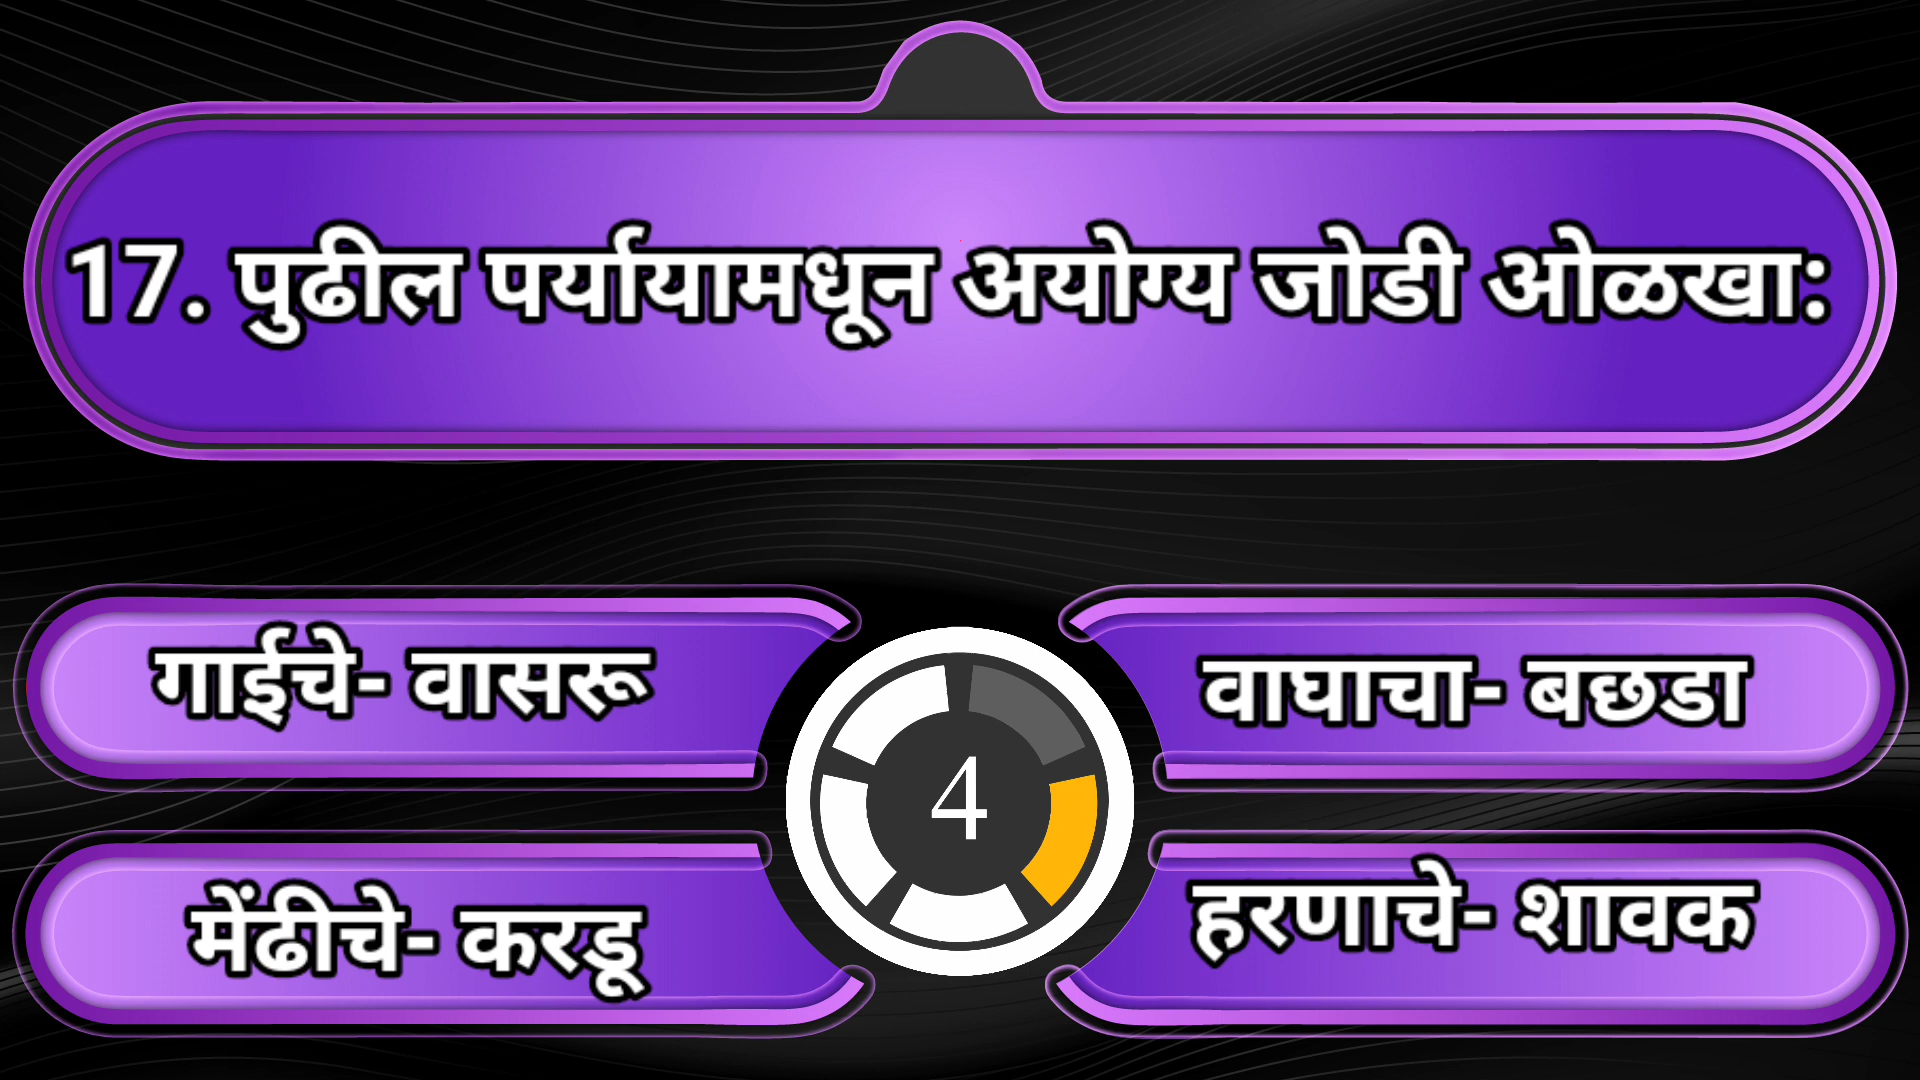 17. पुढील पर्यायामधून अयोग्य जोडी ओळखा:
गाईचे- वासरू
वाघाचा- बछडा
4
मेंढीचे- करडू
हरणाचे- शावक